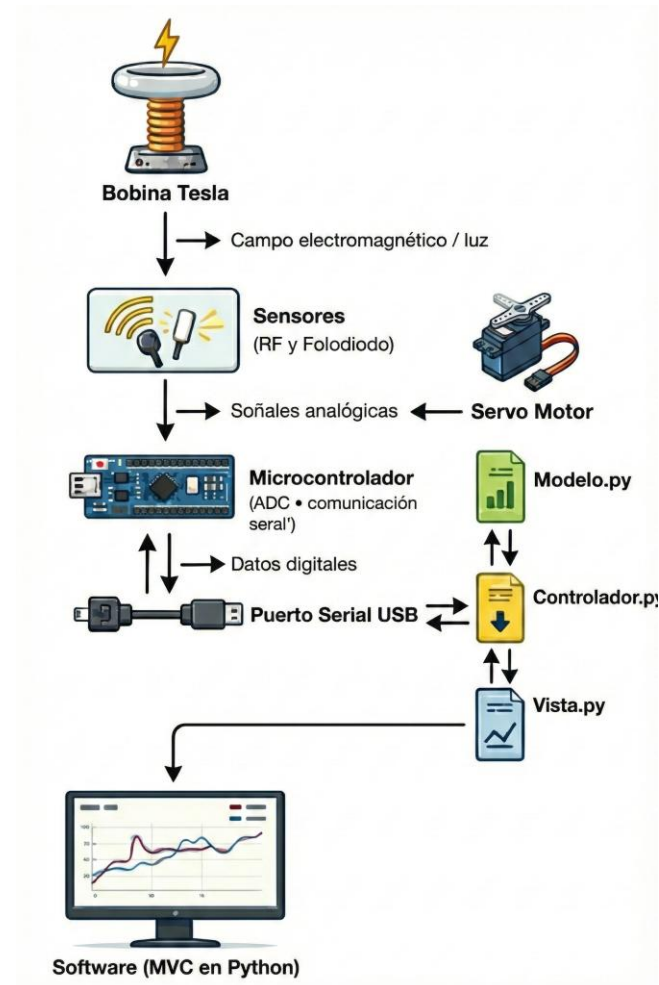 Bobina Tesla
Campo electromagnético / luz
Sensores
(RF y Folodiodo)
Soñales analógicas
Servo Motor
Microcontrolador
(ADC • comunicación
seral')
Modelo.py
Datos digitales
Puerto Serial USB
Controlador.py
Vista.py
Software (MVC en Python)